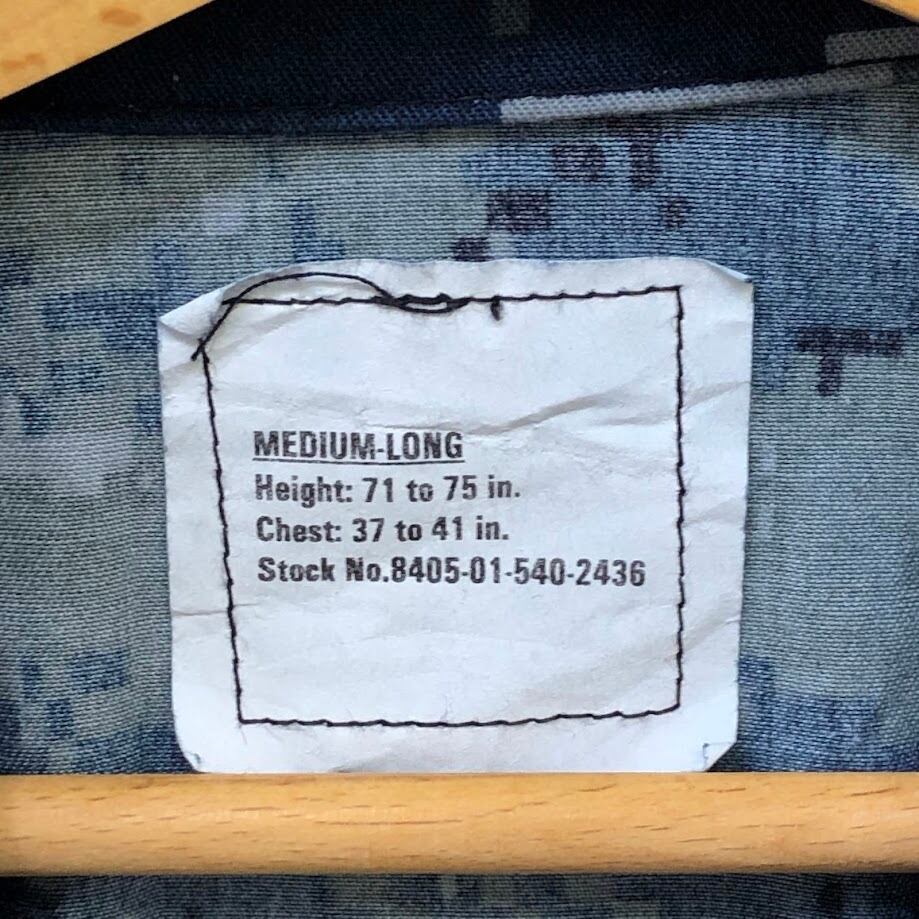 MEDIUM-LONG
Height: 71 to 75 in.
Chest: 37 to 41 in.
Stock No.8405-01-540-2436